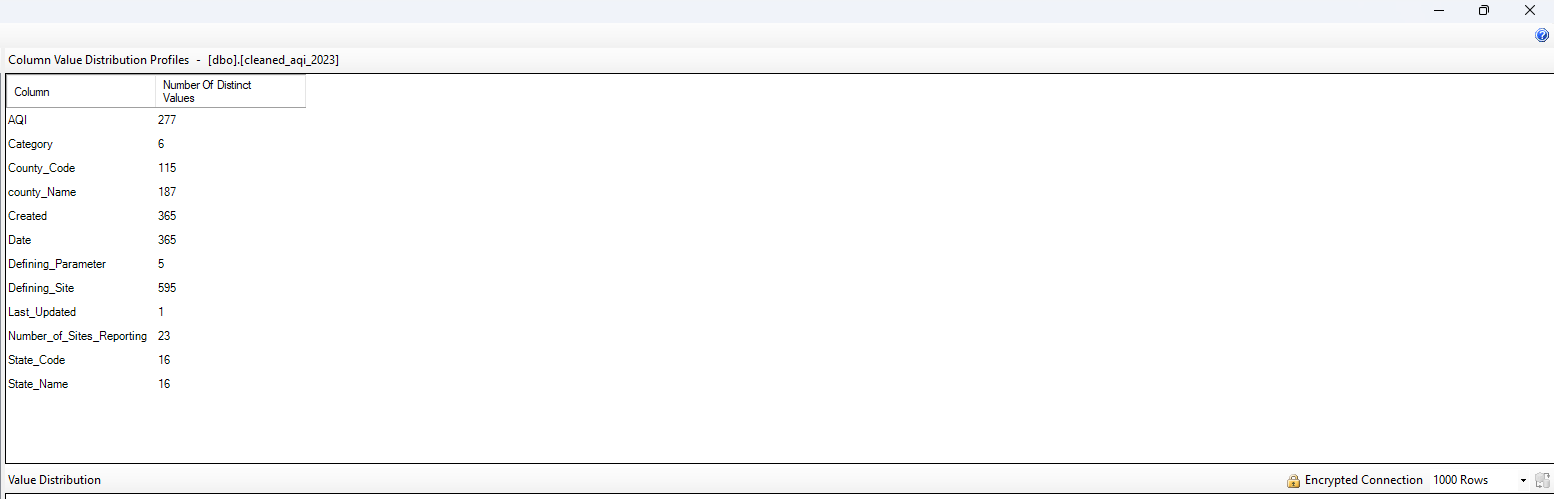 Column Value Distribution Profiles - [dbo].[cleaned_aqi_2023]
Column Number Of Distinct Values
AQI 277
Category 6
County_Code 115
county_Name 187
Created 365
Date 365
Defining_Parameter 5
Defining_Site 595
Last_Updated 1
Number_of_Sites_Reporting 23
State_Code 16
State_Name 16
Value Distribution Encrypted Connection 1000 Rows